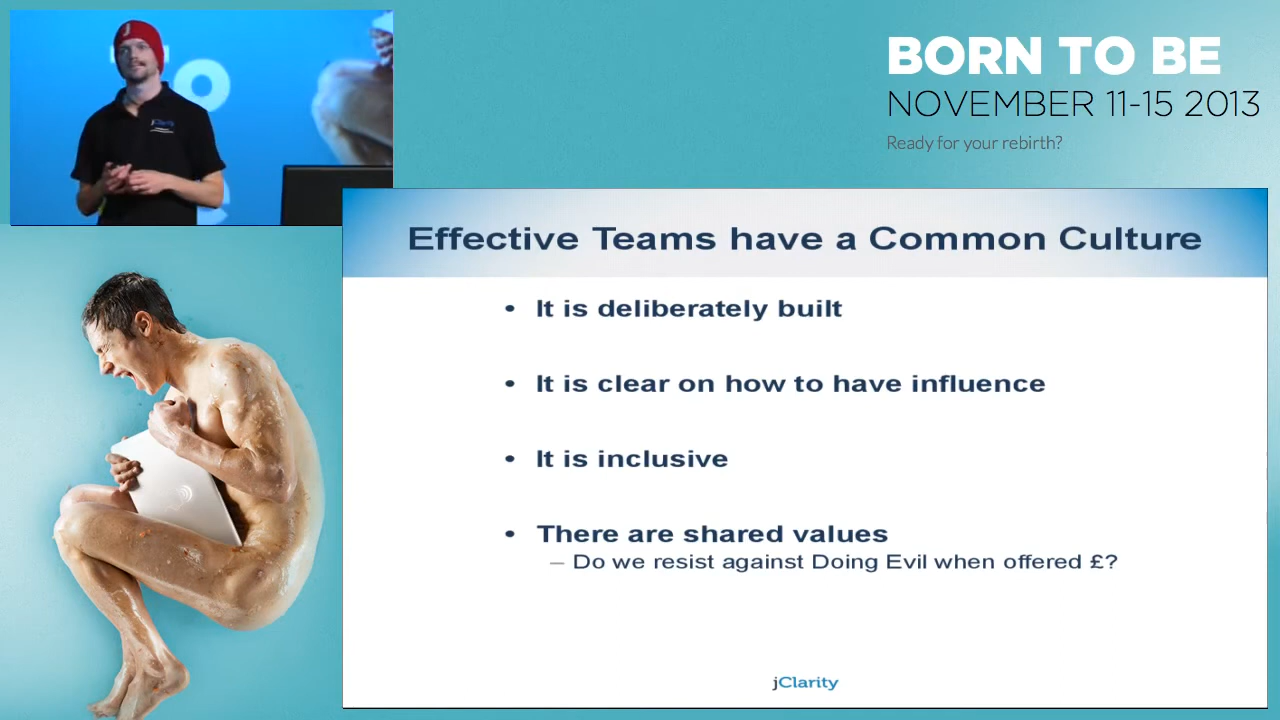 BORN TO BE
NOVEMBER 11-15 2013
Ready for your rebirth?
J
TO
jClarity
Effective Teams have a Common Culture
• It is deliberately built
• It is clear on how to have influence
• It is inclusive
• There are shared values
– Do we resist against Doing Evil when offered £?
jClarity